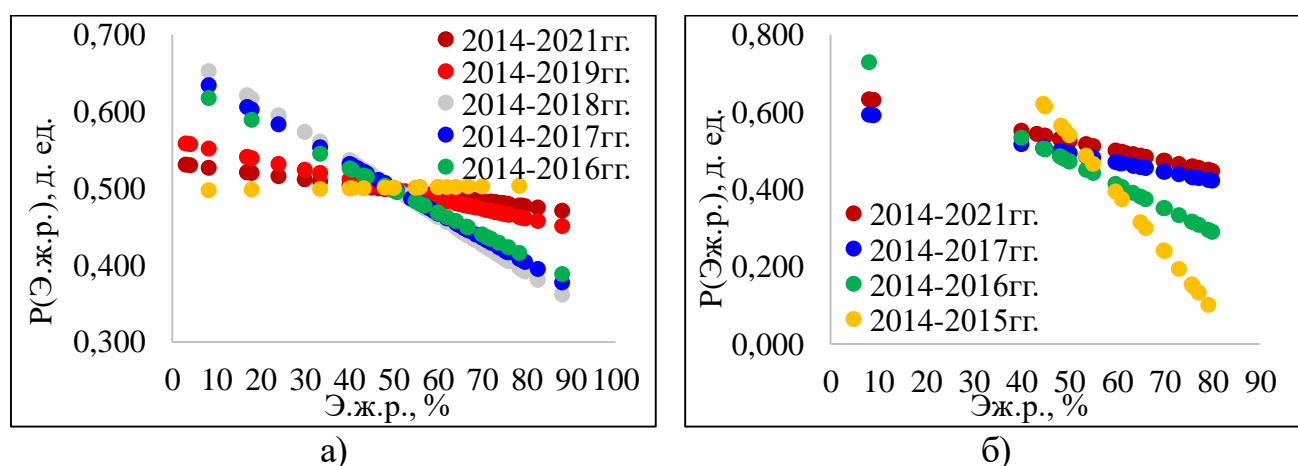 P(Э.ж.р.), д. ед.
0,700
0,600
0,500
0,400
0,300
2014-2021гг.
2014-2019гг.
2014-2018гг.
2014-2017гг.
2014-2016гг.
0 10 20 30 40 50 60 70 80 90 100
Э.ж.р., %
а)
P(Эж.р.), д. ед.
0,800
0,600
0,400
0,200
0,000
2014-2021гг.
2014-2017гг.
2014-2016гг.
2014-2015гг.
0 10 20 30 40 50 60 70 80 90
Эж.р., %
б)